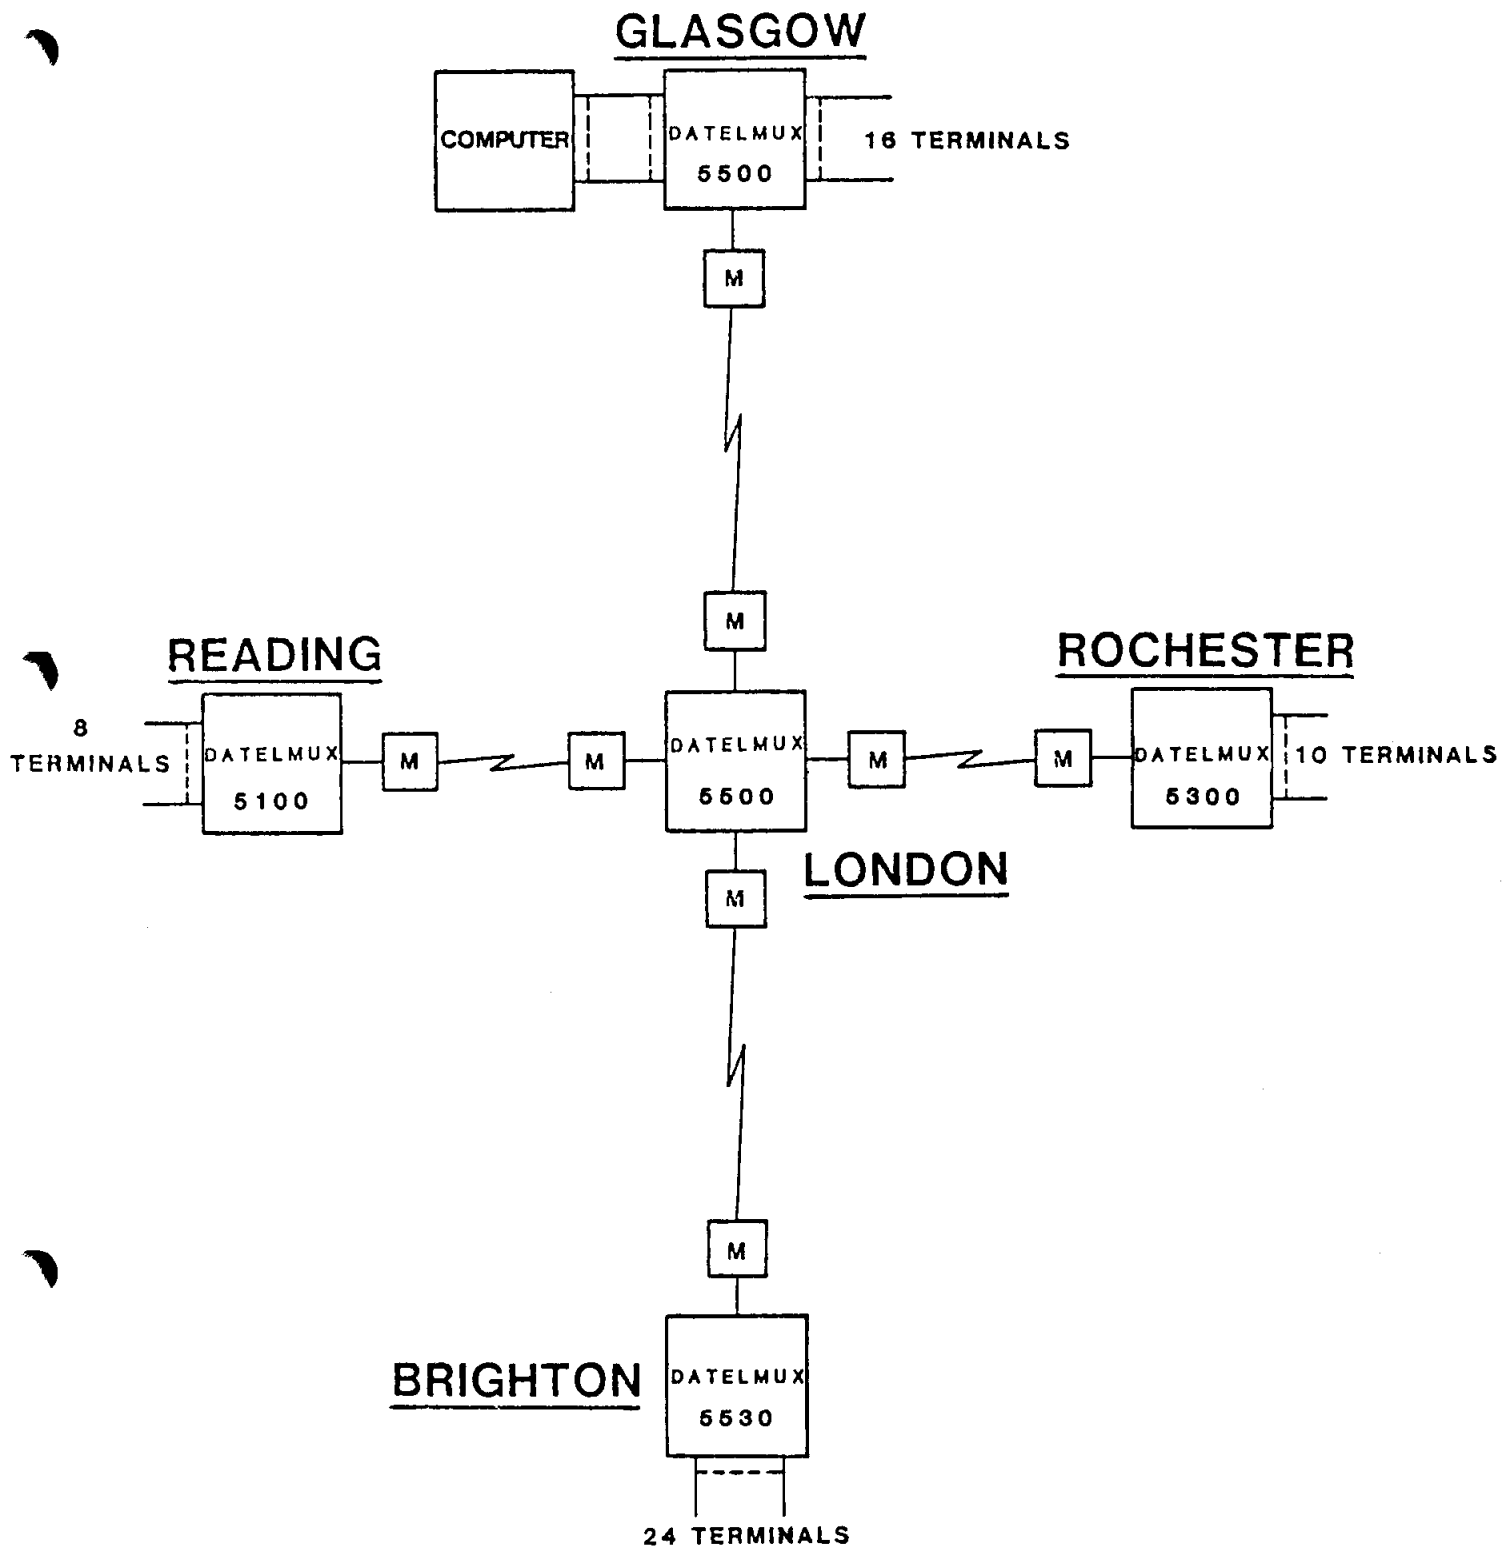 GLASGOW
COMPUTER
DATELMUX
5500
16 TERMINALS
M
M
READING
ROCHESTER
8
TERMINALS
DATELMUX
5100
M
M
DATELMUX
5500
M
M
DATELMUX
5300
10 TERMINALS
LONDON
M
M
BRIGHTON
DATELMUX
5530
24 TERMINALS